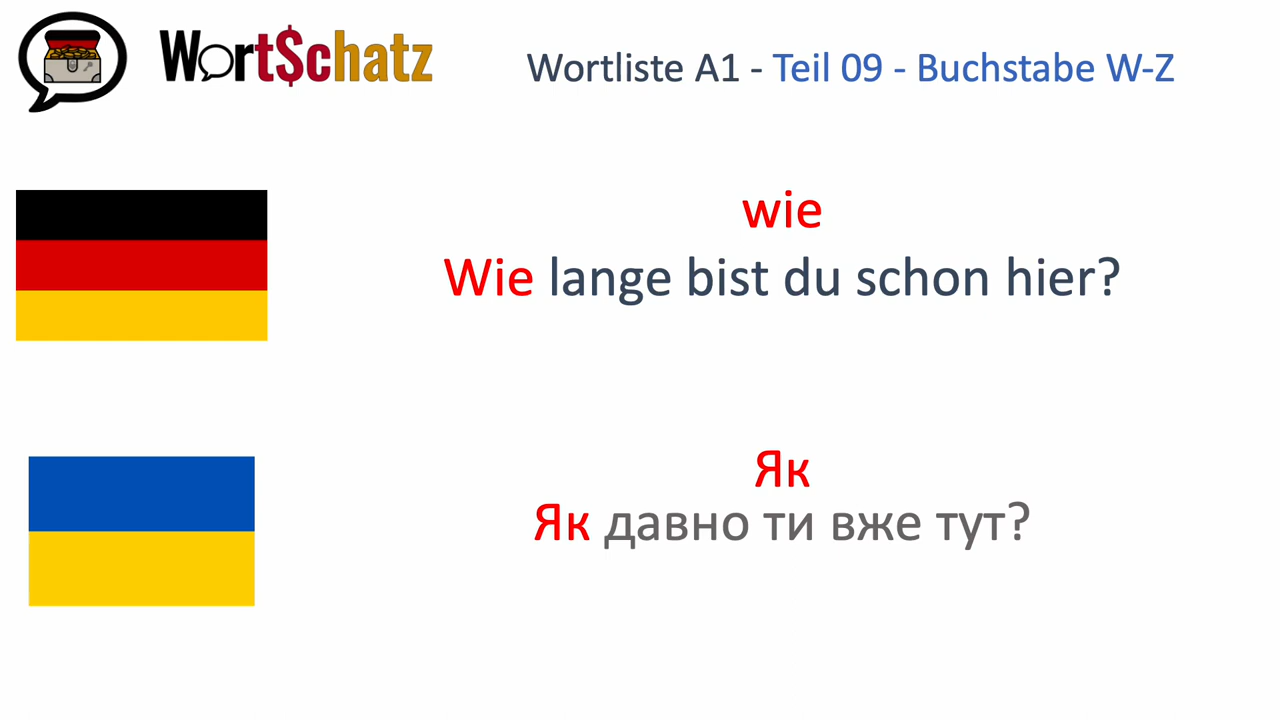 WortSchatz
Wortliste A1 - Teil 09 - Buchstabe W-Z
wie
Wie lange bist du schon hier?
Як
Як давно ти вже тут?